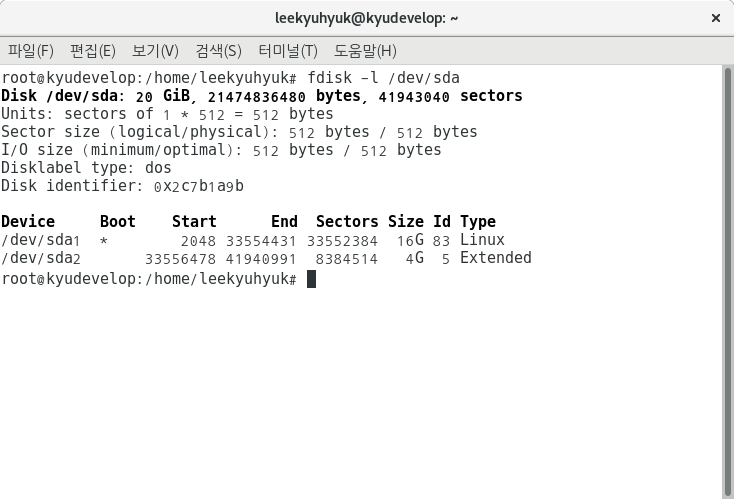 leekyuhyuk@kyudevelop: ~
파일(F) 편집(E) 보기(V) 검색(S) 터미널(T) 도움말(H)
root@kyudevelop:/home/leekyuhyuk# fdisk -l /dev/sda
Disk /dev/sda: 20 GiB, 21474836480 bytes, 41943040 sectors
Units: sectors of 1 * 512 = 512 bytes
Sector size (logical/physical): 512 bytes / 512 bytes
I/O size (minimum/optimal): 512 bytes / 512 bytes
Disklabel type: dos
Disk identifier: 0x2c7b1a9b
Device     Boot    Start      End  Sectors Size Id Type
/dev/sda1  *        2048 33554431 33552384  16G 83 Linux
/dev/sda2       33556478 41940991  8384514   4G  5 Extended
root@kyudevelop:/home/leekyuhyuk#